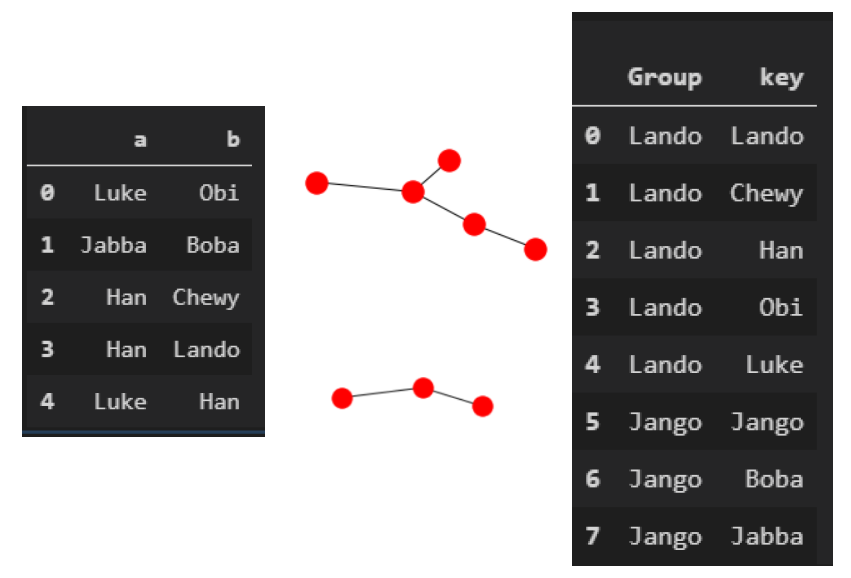 a b
0 Luke Obi
1 Jabba Boba
2 Han Chewy
3 Han Lando
4 Luke Han
Group key
0 Lando Lando
1 Lando Chewy
2 Lando Han
3 Lando Obi
4 Lando Luke
5 Jango Jango
6 Jango Boba
7 Jango Jabba